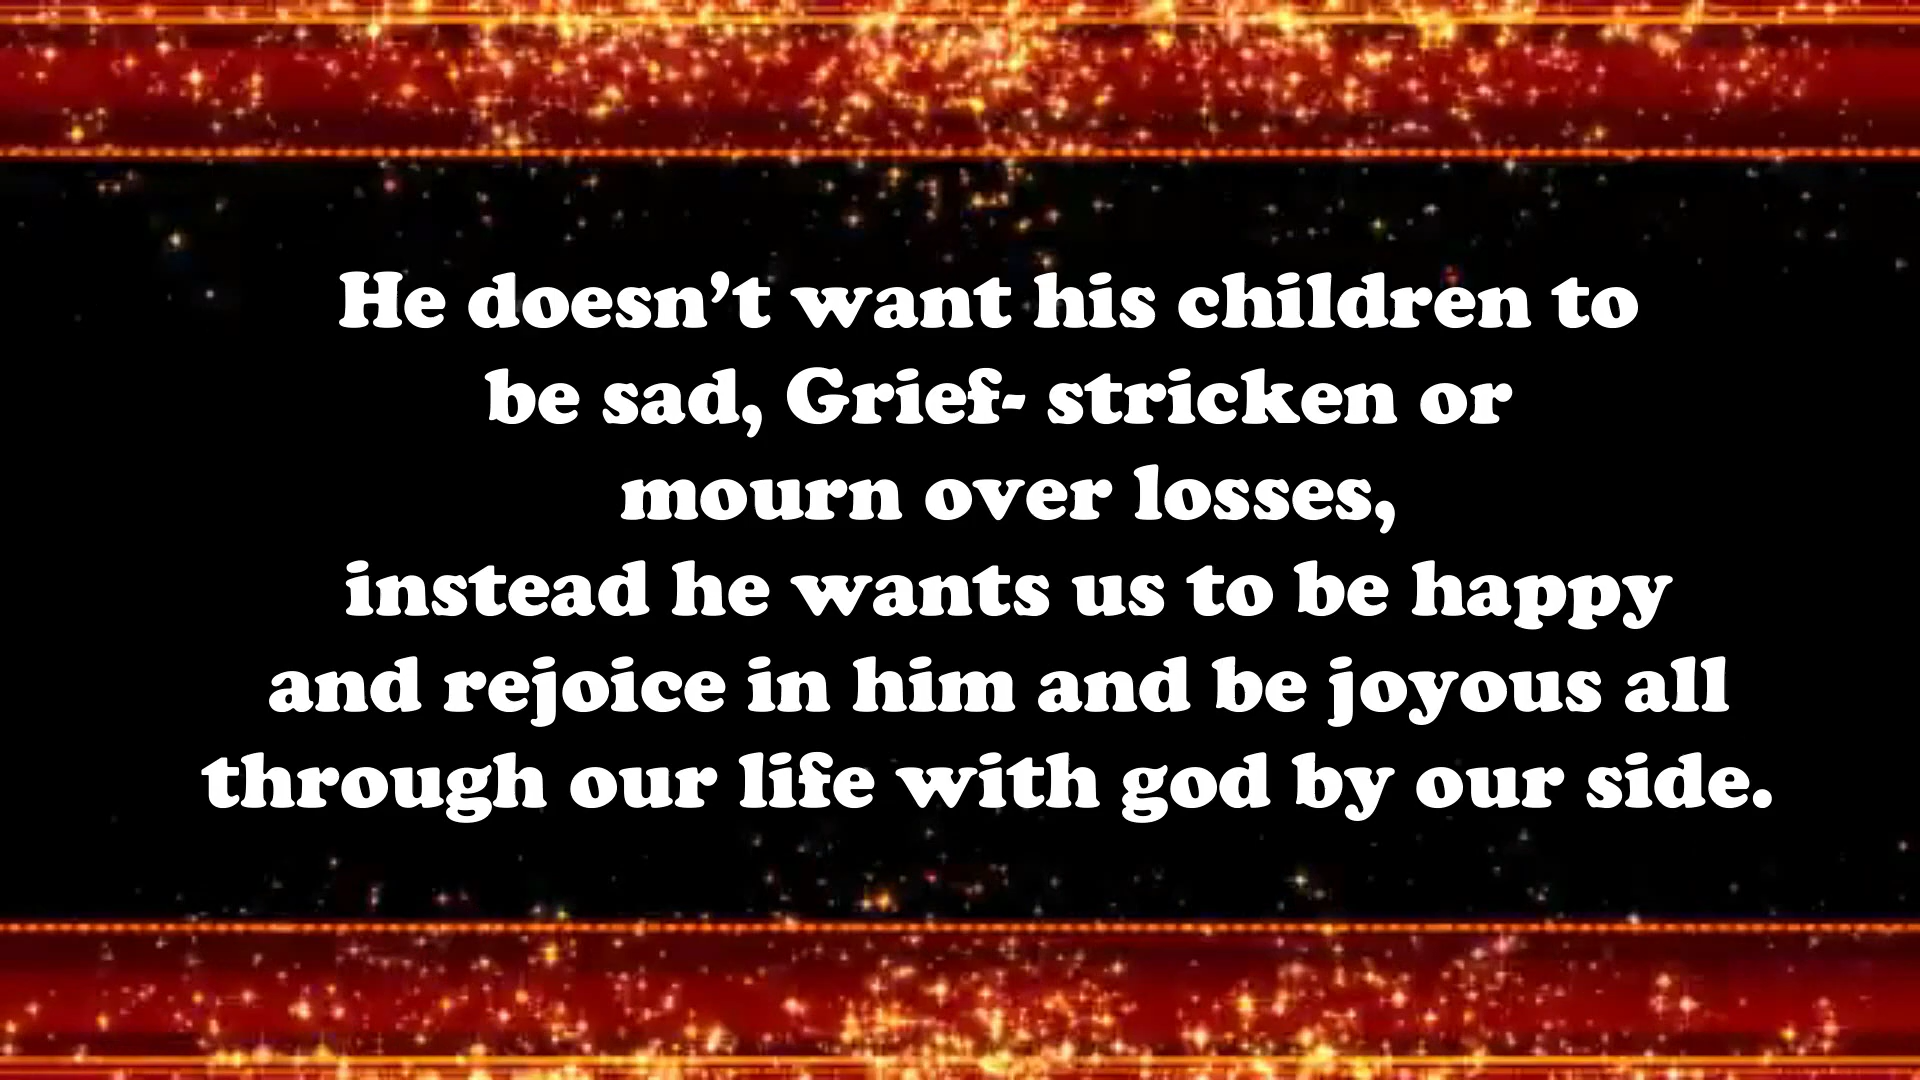 He doesn’t want his children to
be sad, Grief- stricken or
mourn over losses,
instead he wants us to be happy
and rejoice in him and be joyous all
through our life with god by our side.